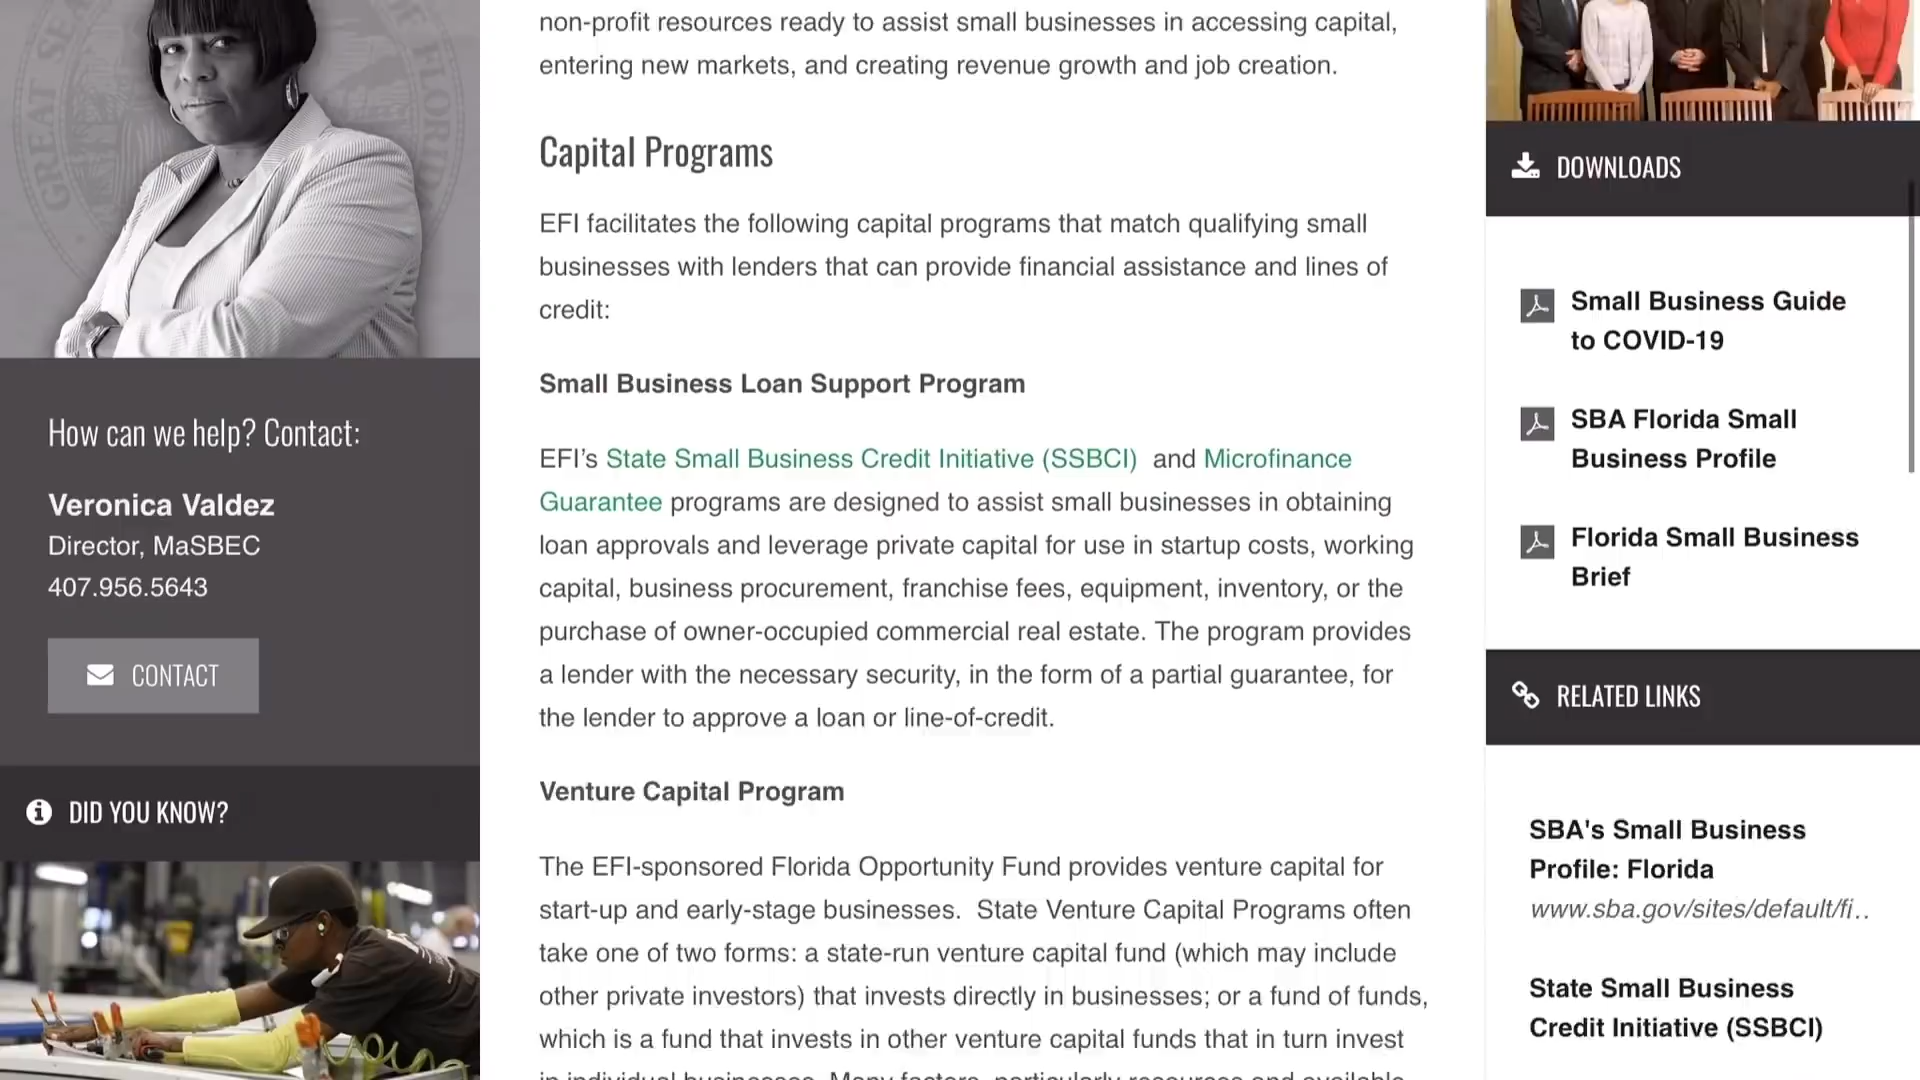 GREAT SEA
FLORID
How can we help? Contact:
Veronica Valdez
Director, MaSBEC
407.956.5643
CONTACT
DID YOU KNOW?
non-profit resources ready to assist small businesses in accessing capital,
entering new markets, and creating revenue growth and job creation.
Capital Programs
EFI facilitates the following capital programs that match qualifying small
businesses with lenders that can provide financial assistance and lines of
credit:
Small Business Loan Support Program
EFI’s State Small Business Credit Initiative (SSBCI)  and Microfinance
Guarantee programs are designed to assist small businesses in obtaining
loan approvals and leverage private capital for use in startup costs, working
capital, business procurement, franchise fees, equipment, inventory, or the
purchase of owner-occupied commercial real estate. The program provides
a lender with the necessary security, in the form of a partial guarantee, for
the lender to approve a loan or line-of-credit.
Venture Capital Program
The EFI-sponsored Florida Opportunity Fund provides venture capital for
start-up and early-stage businesses.  State Venture Capital Programs often
take one of two forms: a state-run venture capital fund (which may include
other private investors) that invests directly in businesses; or a fund of funds,
which is a fund that invests in other venture capital funds that in turn invest
in individual businesses. Many factors, particularly resources and available
DOWNLOADS
Small Business Guide
to COVID-19
SBA Florida Small
Business Profile
Florida Small Business
Brief
RELATED LINKS
SBA's Small Business
Profile: Florida
www.sba.gov/sites/default/fi..
State Small Business
Credit Initiative (SSBCI)